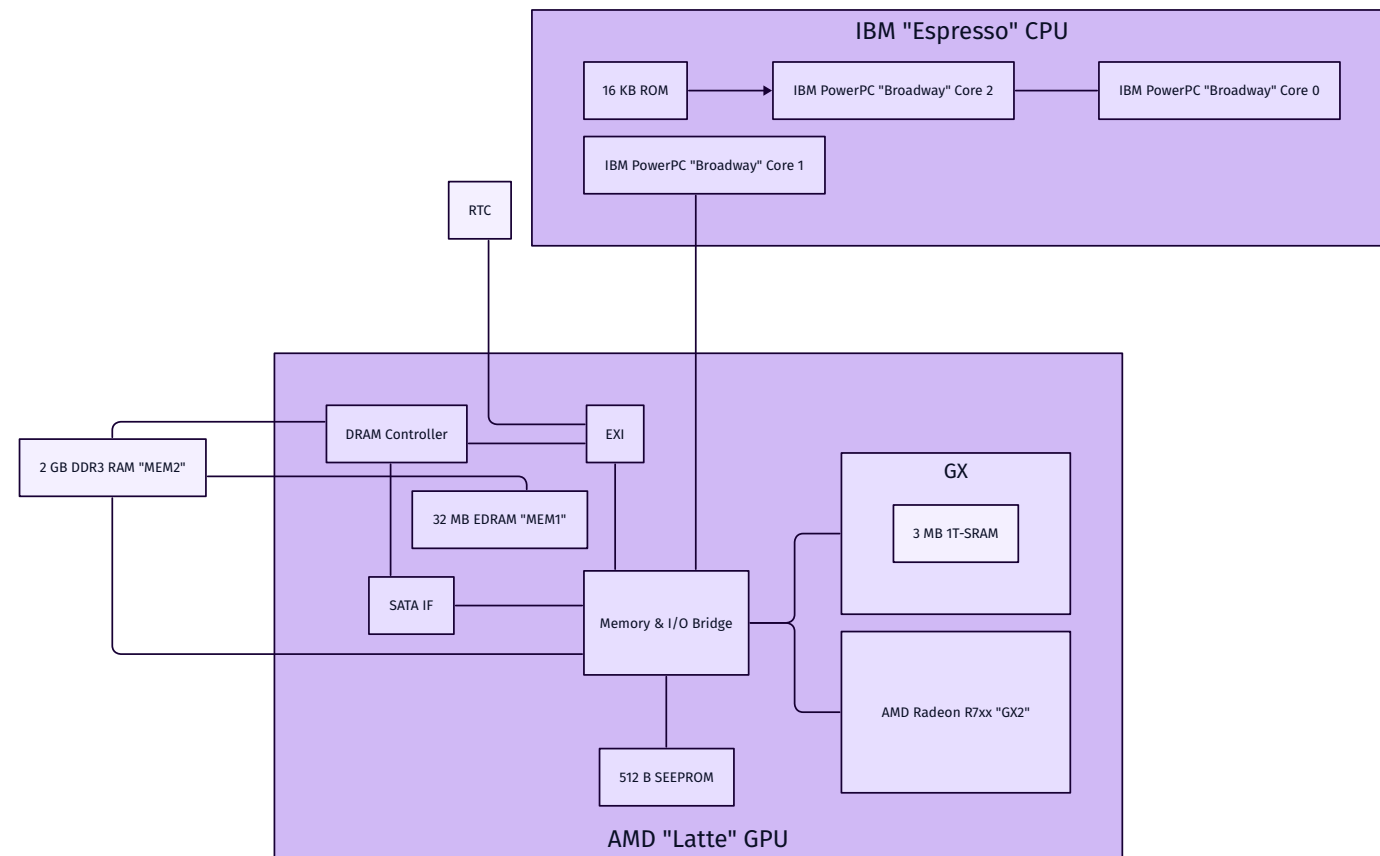 IBM "Espresso" CPU
16 KB ROM
IBM PowerPC "Broadway" Core 2
IBM PowerPC "Broadway" Core 0
IBM PowerPC "Broadway" Core 1
RTC
DRAM Controller
EXI
2 GB DDR3 RAM "MEM2"
GX
32 MB EDRAM "MEM1"
3 MB 1T-SRAM
SATA IF
Memory & I/O Bridge
AMD Radeon R7xx "GX2"
512 B SEEPROM
AMD "Latte" GPU